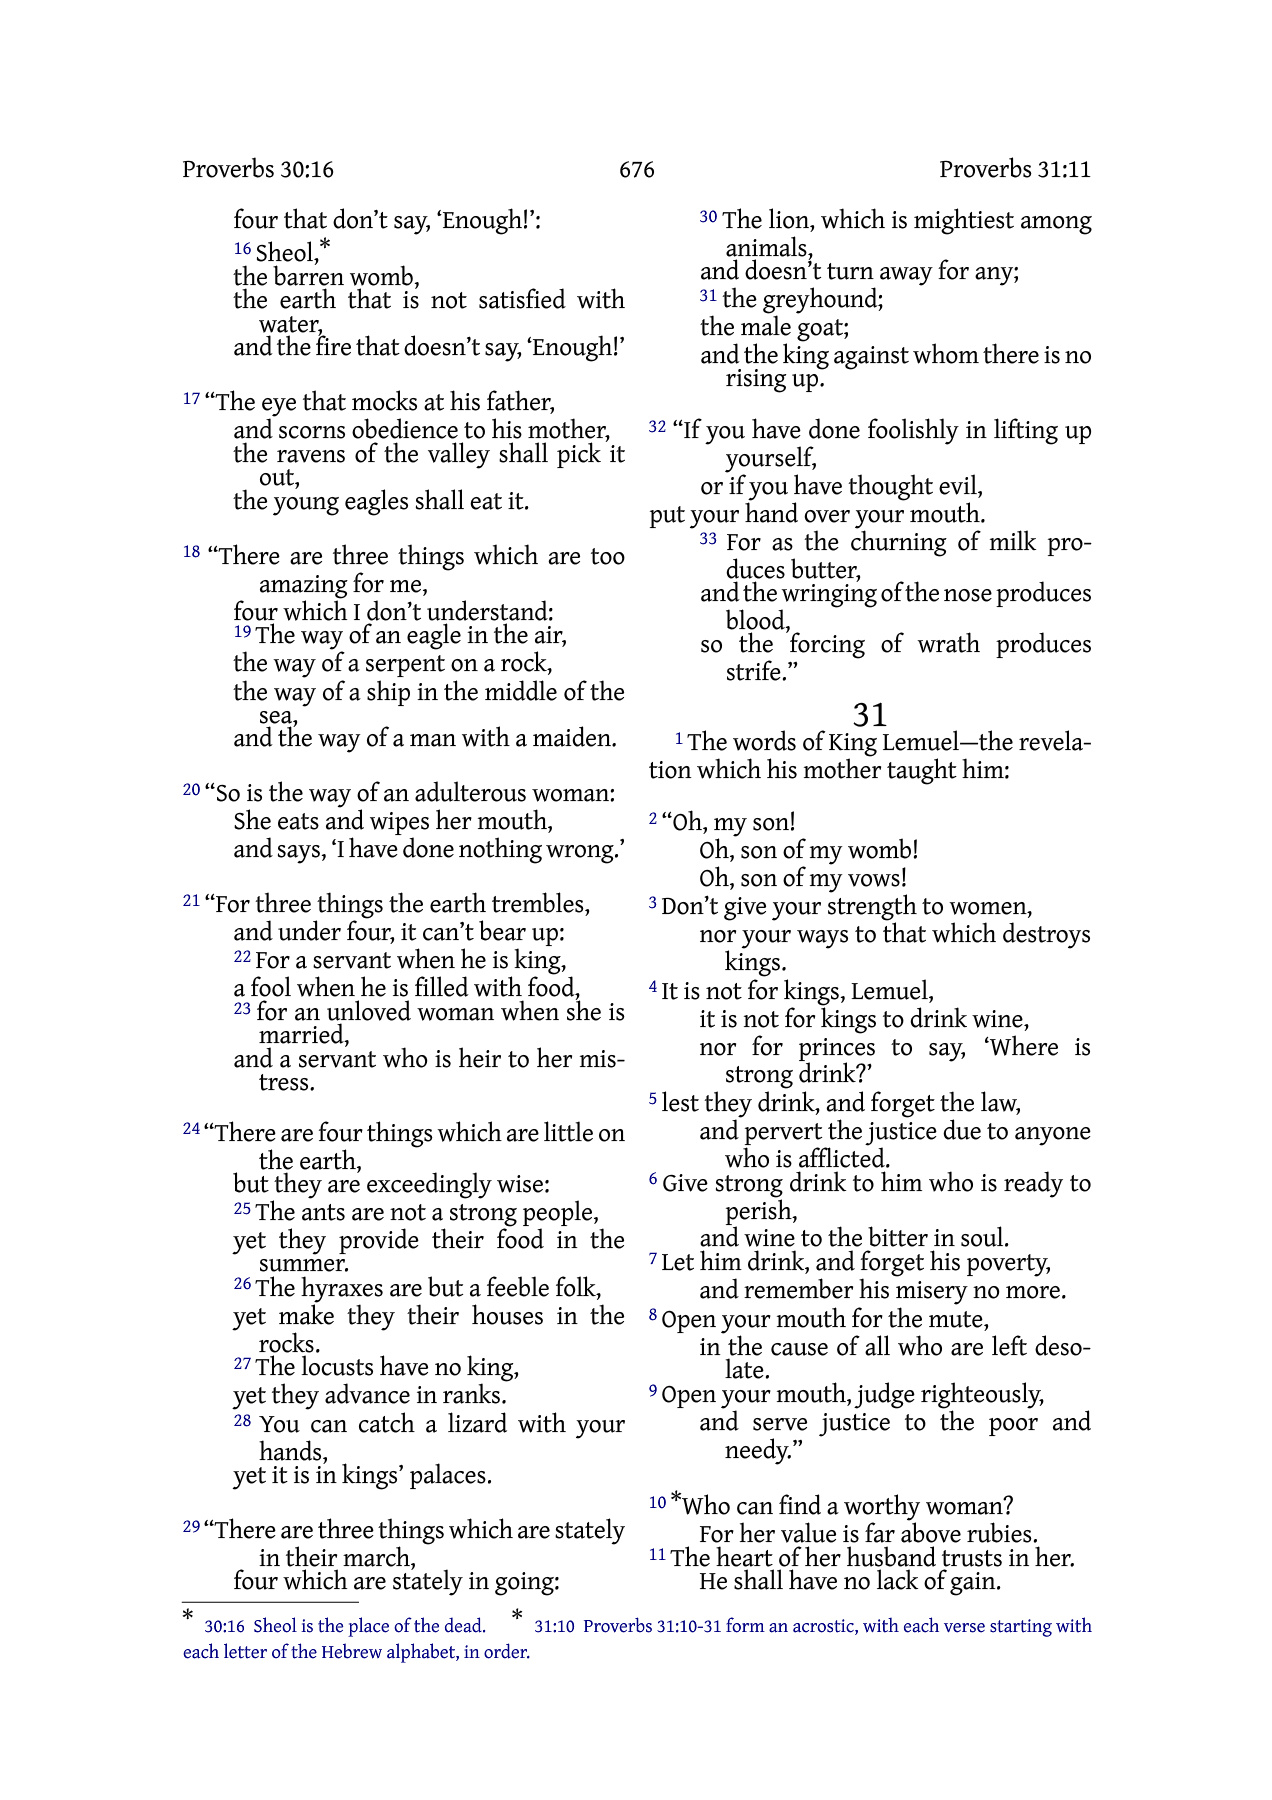 Proverbs 30:16 676 Proverbs 31:11
four that don’t say, ‘Enough!’:
16 Sheol,*
the barren womb,
the earth that is not satisfied with
water,
and the fire that doesn’t say, ‘Enough!’
17 “The eye that mocks at his father,
and scorns obedience to his mother,
the ravens of the valley shall pick it
out,
the young eagles shall eat it.
18 “There are three things which are too
amazing for me,
four which I don’t understand:
19 The way of an eagle in the air,
the way of a serpent on a rock,
the way of a ship in the middle of the
sea,
and the way of a man with a maiden.
20 “So is the way of an adulterous woman:
She eats and wipes her mouth,
and says, ‘I have done nothing wrong.’
21 “For three things the earth trembles,
and under four, it can’t bear up:
22 For a servant when he is king,
a fool when he is filled with food,
23 for an unloved woman when she is
married,
and a servant who is heir to her mis-
tress.
24 “There are four things which are little on
the earth,
but they are exceedingly wise:
25 The ants are not a strong people,
yet they provide their food in the
summer.
26 The hyraxes are but a feeble folk,
yet make they their houses in the
rocks.
27 The locusts have no king,
yet they advance in ranks.
28 You can catch a lizard with your
hands,
yet it is in kings’ palaces.
29 “There are three things which are stately
in their march,
four which are stately in going:
30 The lion, which is mightiest among
animals,
and doesn’t turn away for any;
31 the greyhound;
the male goat;
and the king against whom there is no
rising up.
32 “If you have done foolishly in lifting up
yourself,
or if you have thought evil,
put your hand over your mouth.
33 For as the churning of milk pro-
duces butter,
and the wringing of the nose produces
blood,
so the forcing of wrath produces
strife.”
31
1 The words of King Lemuel—the revela-
tion which his mother taught him:
2 “Oh, my son!
Oh, son of my womb!
Oh, son of my vows!
3 Don’t give your strength to women,
nor your ways to that which destroys
kings.
4 It is not for kings, Lemuel,
it is not for kings to drink wine,
nor for princes to say, ‘Where is
strong drink?’
5 lest they drink, and forget the law,
and pervert the justice due to anyone
who is afflicted.
6 Give strong drink to him who is ready to
perish,
and wine to the bitter in soul.
7 Let him drink, and forget his poverty,
and remember his misery no more.
8 Open your mouth for the mute,
in the cause of all who are left deso-
late.
9 Open your mouth, judge righteously,
and serve justice to the poor and
needy.”
10 *Who can find a worthy woman?
For her value is far above rubies.
11 The heart of her husband trusts in her.
He shall have no lack of gain.
* 30:16 Sheol is the place of the dead. * 31:10 Proverbs 31:10-31 form an acrostic, with each verse starting with
each letter of the Hebrew alphabet, in order.